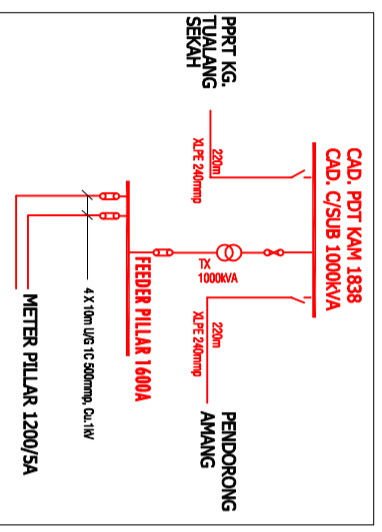 CAD. PDT KAM 1838
CAD. C/SUB 1000kVA
PPRT KG.
TUALANG
SEKAH
220m
XLPE 240mmp
TX
1000kVA
220m
XLPE 240mmp
PENDORONG
AMANG
FEEDER PILLAR 1600A
4 X 10m U/G 1C 500mmp, Cu.1kV
METER PILLAR 1200/5A